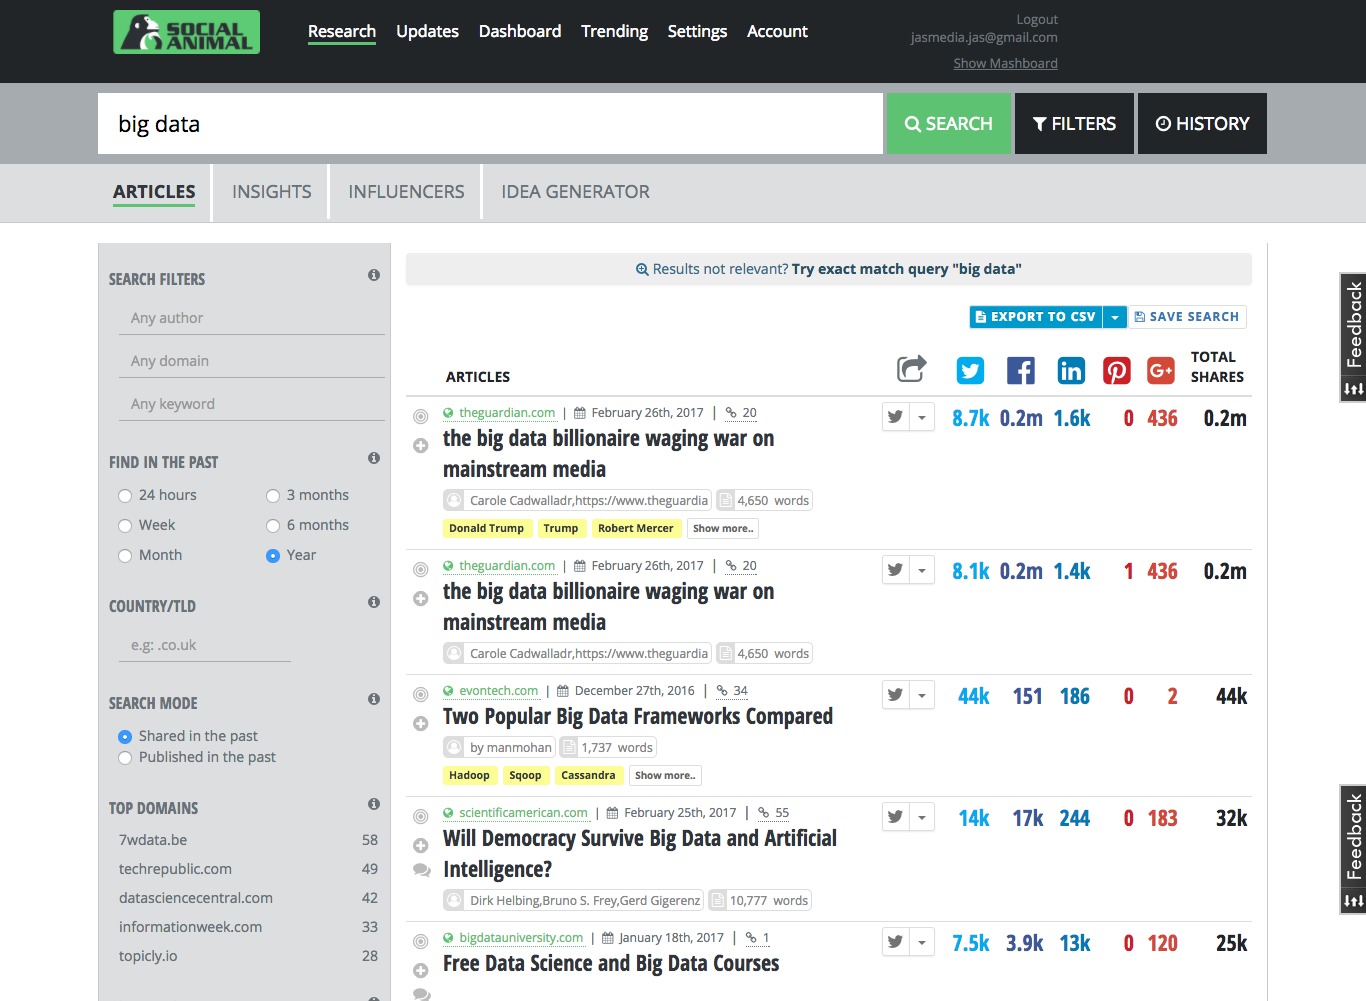 SOCIAL
ANIMAL
Research Updates Dashboard Trending Settings Account
Logout
jasmedia.jas@gmail.com
Show Mashboard
big data
SEARCH
FILTERS
HISTORY
ARTICLES
INSIGHTS
INFLUENCERS
IDEA GENERATOR
SEARCH FILTERS
Any author
Any domain
Any keyword
FIND IN THE PAST
24 hours 3 months
Week 6 months
Month Year
COUNTRY/TLD
e.g: .co.uk
SEARCH MODE
Shared in the past
Published in the past
TOP DOMAINS
7wdata.be 58
techrepublic.com 49
datasciencecentral.com 42
informationweek.com 33
topicly.io 28
Results not relevant? Try exact match query "big data"
EXPORT TO CSV
SAVE SEARCH
ARTICLES
TOTAL
SHARES
theguardian.com | February 26th, 2017 | 20
the big data billionaire waging war on
mainstream media
Carole Cadwalladr,https://www.theguardia 4,650 words
Donald Trump Trump Robert Mercer Show more..
8.7k 0.2m 1.6k 0 436 0.2m
theguardian.com | February 26th, 2017 | 20
the big data billionaire waging war on
mainstream media
Carole Cadwalladr,https://www.theguardia 4,650 words
8.1k 0.2m 1.4k 1 436 0.2m
evontech.com | December 27th, 2016 | 34
Two Popular Big Data Frameworks Compared
by manmohan 1,737 words
Hadoop Sqoop Cassandra Show more..
44k 151 186 0 2 44k
scientificamerican.com | February 25th, 2017 | 55
Will Democracy Survive Big Data and Artificial
Intelligence?
Dirk Helbing,Bruno S. Frey,Gerd Gigerenz 10,777 words
14k 17k 244 0 183 32k
bigdatauniversity.com | January 18th, 2017 | 1
Free Data Science and Big Data Courses
7.5k 3.9k 13k 0 120 25k
Feedback
Feedback